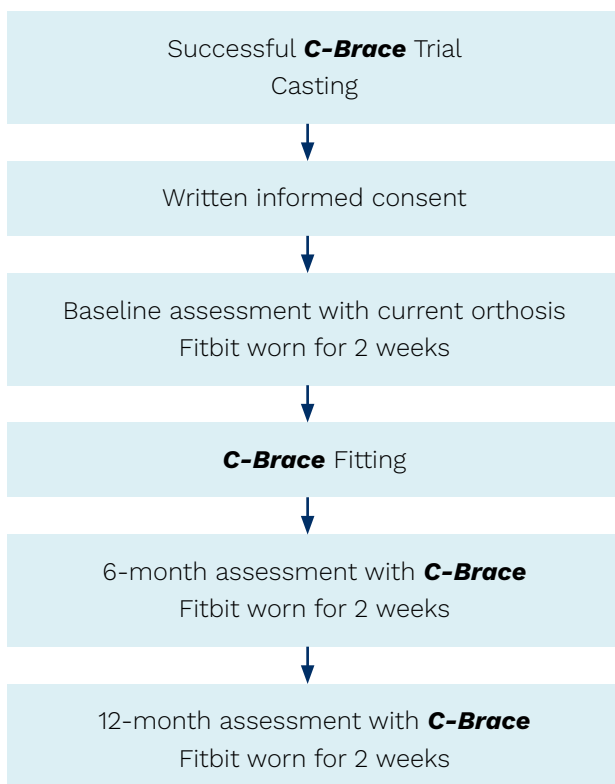 Successful C-Brace Trial
Casting
Written informed consent
Baseline assessment with current orthosis
Fitbit worn for 2 weeks
C-Brace Fitting
6-month assessment with C-Brace
Fitbit worn for 2 weeks
12-month assessment with C-Brace
Fitbit worn for 2 weeks